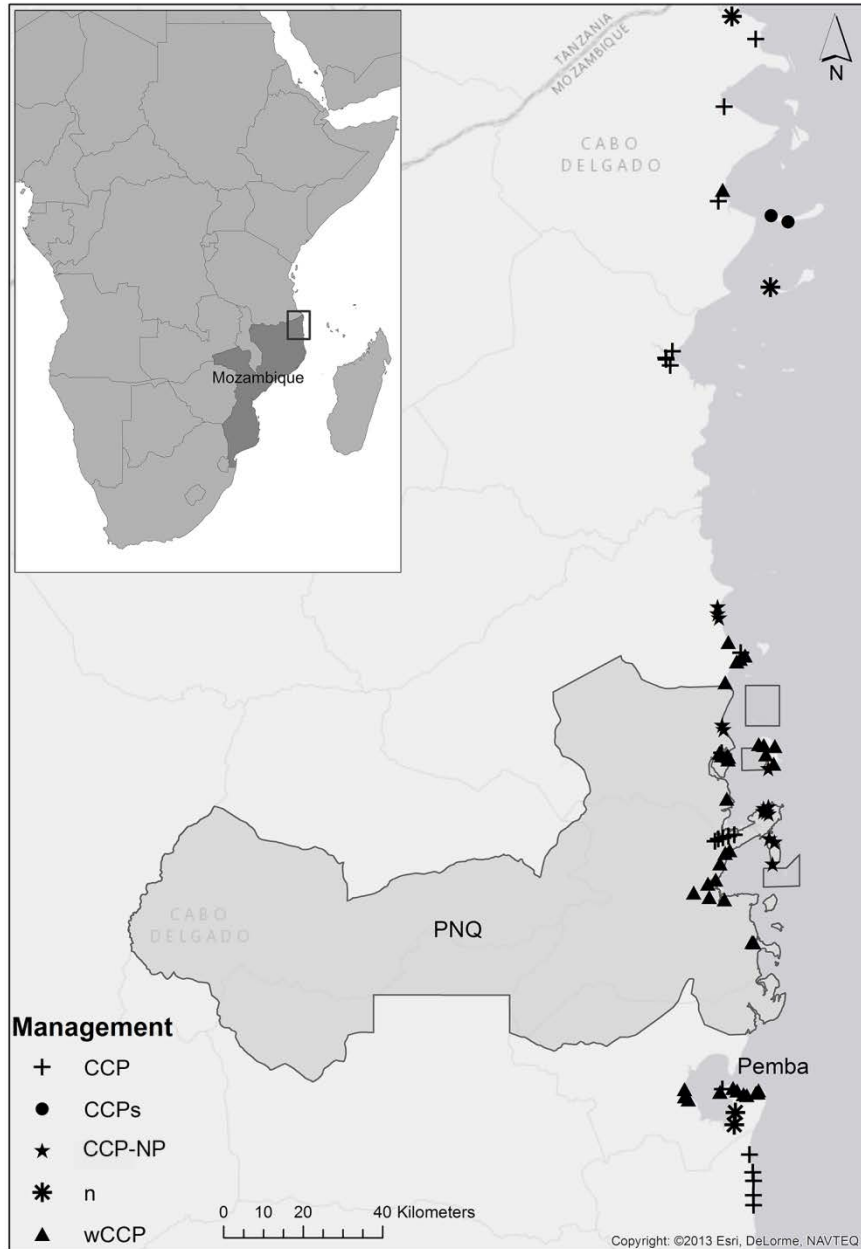 TANZANIA
MOZAMBIQUE
N
CABO
DELGADO
Mozambique
CABO
DELGADO
PNQ
Pemba
Management
CCP
CCPs
CCP-NP
n
wCCP
0 10 20 40 Kilometers
Copyright: ©2013 Esri, DeLorme, NAVTEQ